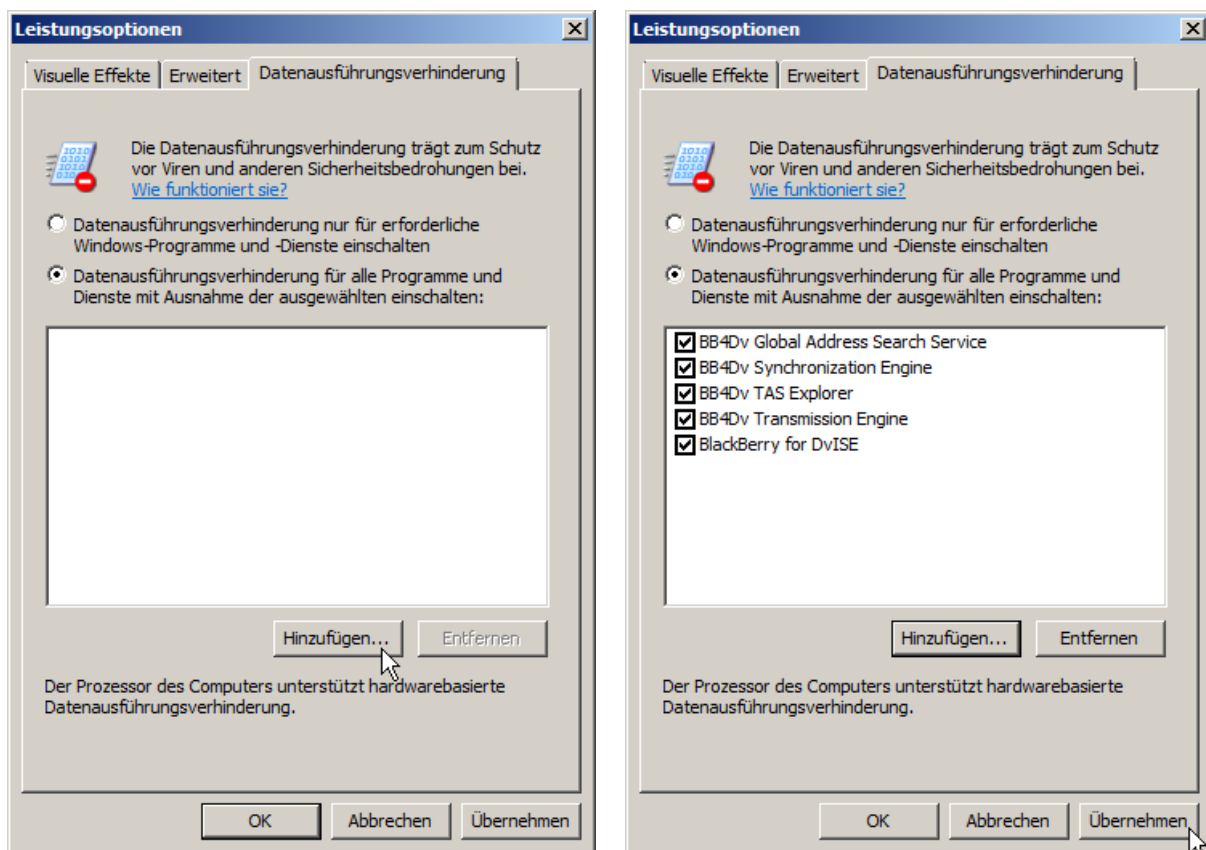 Leistungsoptionen
Visuelle Effekte
Erweitert
Datenausführungsverhinderung
Die Datenausführungsverhinderung trägt zum Schutz
vor Viren und anderen Sicherheitsbedrohungen bei.
Wie funktioniert sie?
Datenausführungsverhinderung nur für erforderliche
Windows-Programme und -Dienste einschalten
Datenausführungsverhinderung für alle Programme und
Dienste mit Ausnahme der ausgewählten einschalten:
Hinzufügen...
Entfernen
Der Prozessor des Computers unterstützt hardwarebasierte
Datenausführungsverhinderung.
OK
Abbrechen
Übernehmen
Leistungsoptionen
Visuelle Effekte
Erweitert
Datenausführungsverhinderung
Die Datenausführungsverhinderung trägt zum Schutz
vor Viren und anderen Sicherheitsbedrohungen bei.
Wie funktioniert sie?
Datenausführungsverhinderung nur für erforderliche
Windows-Programme und -Dienste einschalten
Datenausführungsverhinderung für alle Programme und
Dienste mit Ausnahme der ausgewählten einschalten:
BB4Dv Global Address Search Service
BB4Dv Synchronization Engine
BB4Dv TAS Explorer
BB4Dv Transmission Engine
BlackBerry for DvISE
Hinzufügen...
Entfernen
Der Prozessor des Computers unterstützt hardwarebasierte
Datenausführungsverhinderung.
OK
Abbrechen
Übernehmen